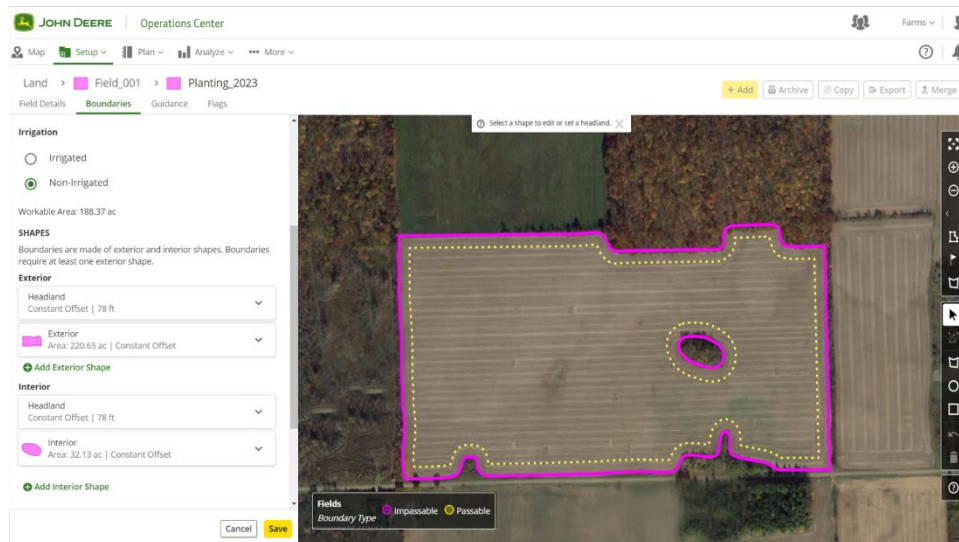 JOHN DEERE Operations Center Farms
Map Setup Plan Analyze More
Land > Field_001 > Planting_2023
+ Add Archive Copy Export Merge
Field Details Boundaries Guidance Flags
Select a shape to edit or set a headland.
Irrigation
Irrigated
Non-Irrigated
Workable Area: 188.37 ac
SHAPES
Boundaries are made of exterior and interior shapes. Boundaries
require at least one exterior shape.
Exterior
Headland
Constant Offset | 78 ft
Exterior
Area: 220.65 ac | Constant Offset
Add Exterior Shape
Interior
Headland
Constant Offset | 78 ft
Interior
Area: 32.13 ac | Constant Offset
Add Interior Shape
Cancel Save
Fields
Boundary Type Impassable Passable